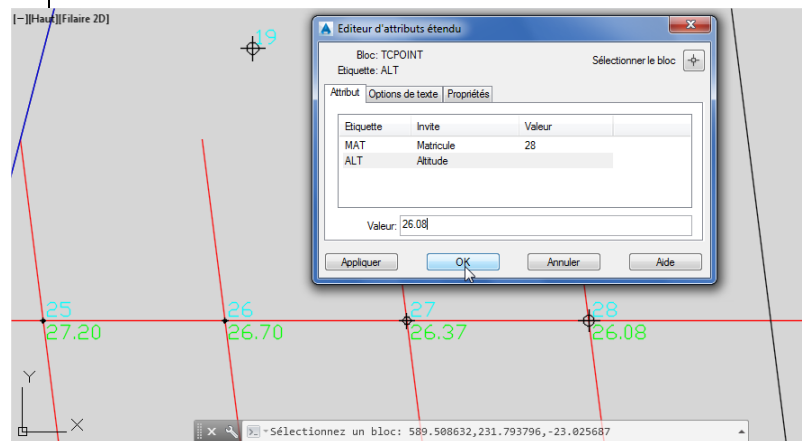 [−][Haut][Filaire 2D]
19
Editeur d'attributs étendu
Bloc: TCPOINT
Etiquette: ALT
Sélectionner le bloc
Attribut Options de texte Propriétés
Etiquette Invite Valeur
MAT Matricule 28
ALT Altitude
Valeur: 26.08
Appliquer OK Annuler Aide
25 26 27 28
27.20 26.70 26.37 26.08
Y
X
Sélectionnez un bloc: 589.508632,231.793796,-23.025687